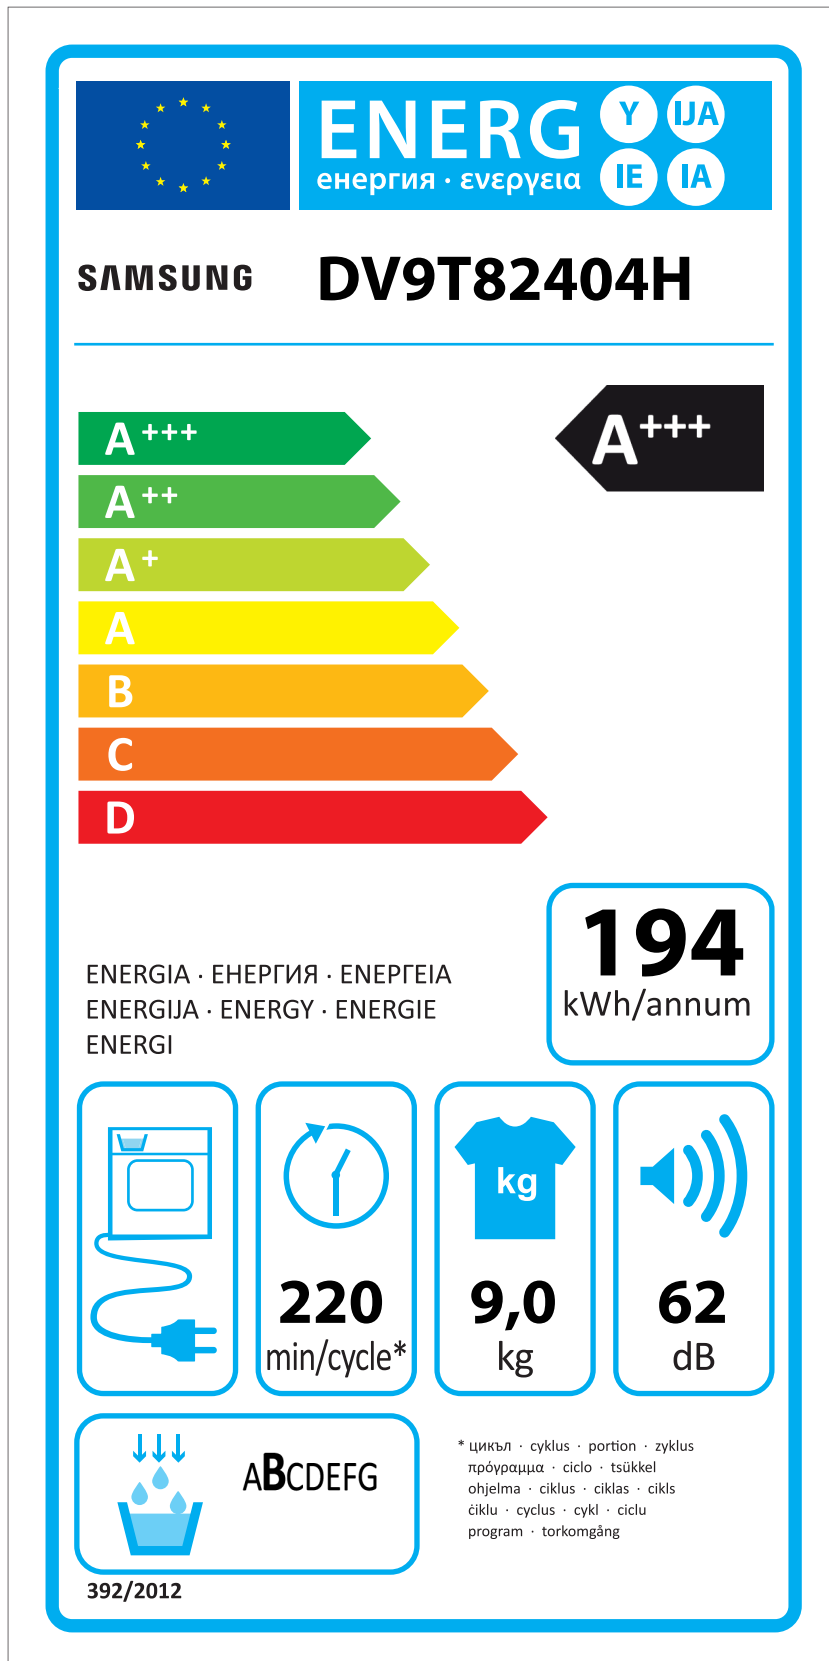 ENERG Y IJA
енергия · ενεργεια IE IA
SAMSUNG DV9T82404H
A+++ A+++
A++
A+
A
B
C
D
194
kWh/annum
ENERGIA · ЕНЕРГИЯ · ΕΝΕΡΓΕΙΑ
ENERGIJA · ENERGY · ENERGIE
ENERGI
kg
220 9,0 62
min/cycle* kg dB
ABCDEFG
* цикъл · cyklus · portion · zyklus
πρόγραμμα · ciclo · tsükkel
ohjelma · ciklus · ciklas · cikls
ċiklu · cyclus · cykl · ciclu
program · torkomgång
392/2012